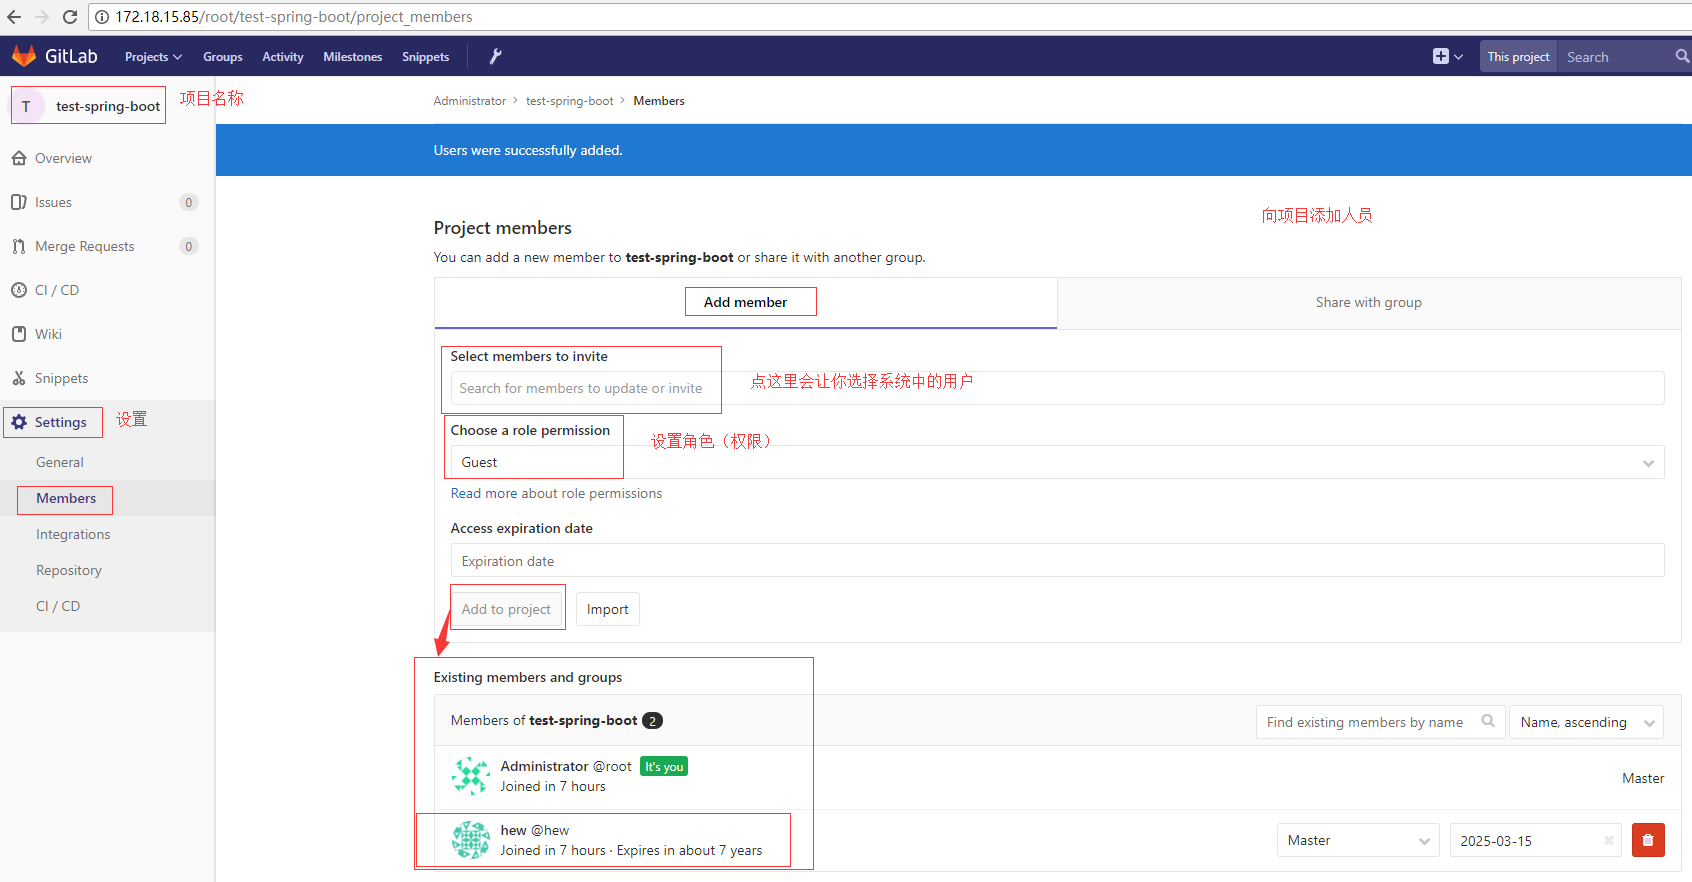 172.18.15.85/root/test-spring-boot/project_members
GitLab Projects Groups Activity Milestones Snippets This project Search
T test-spring-boot 项目名称
Administrator > test-spring-boot > Members
Users were successfully added.
Overview
Issues 0
Merge Requests 0
CI / CD
Wiki
Snippets
Settings 设置
General
Members
Integrations
Repository
CI / CD
向项目添加人员
Project members
You can add a new member to test-spring-boot or share it with another group.
Add member Share with group
Select members to invite
Search for members to update or invite 点这里会让你选择系统中的用户
Choose a role permission 设置角色（权限）
Guest
Read more about role permissions
Access expiration date
Expiration date
Add to project Import
Existing members and groups
Members of test-spring-boot 2 Find existing members by name Name, ascending
Administrator @root It's you
Joined in 7 hours Master
hew @hew
Joined in 7 hours · Expires in about 7 years Master 2025-03-15